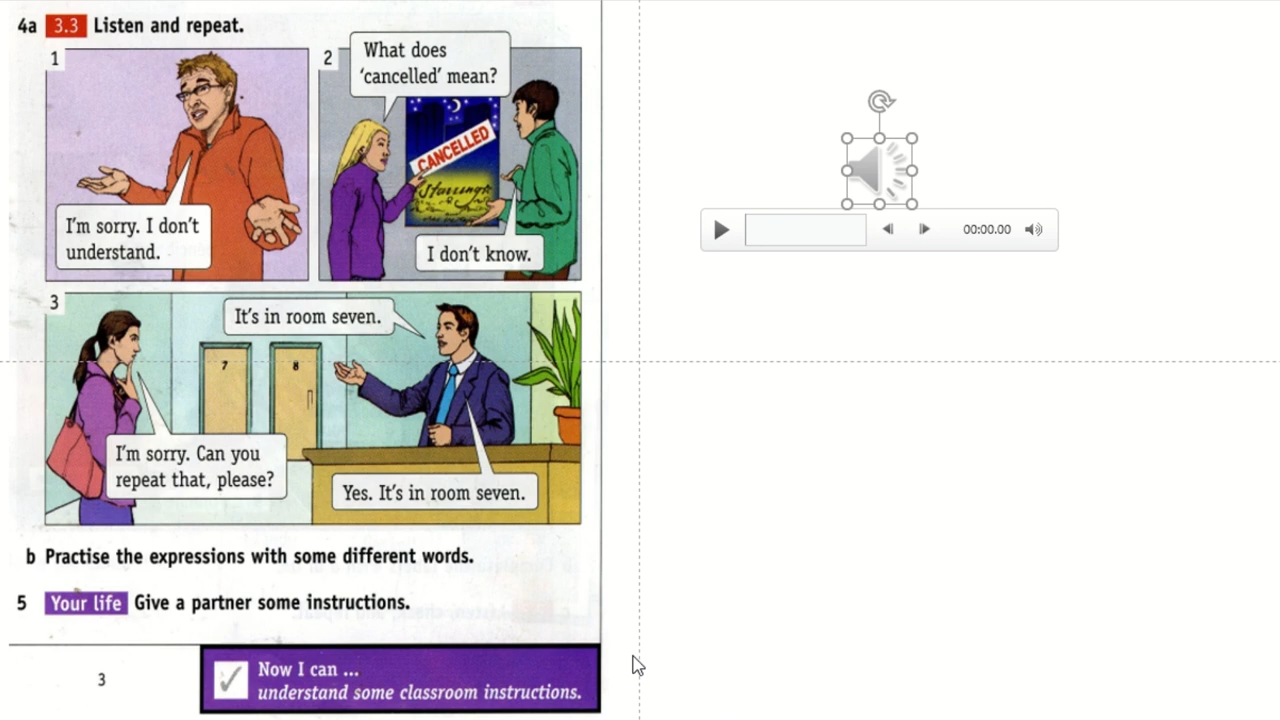 4a 3.3 Listen and repeat.
1
I'm sorry. I don't
understand.
2
What does
'cancelled' mean?
CANCELLED
I don't know.
3
It's in room seven.
7
8
I'm sorry. Can you
repeat that, please?
Yes. It's in room seven.
b Practise the expressions with some different words.
5 Your life Give a partner some instructions.
3
Now I can ...
understand some classroom instructions.
00:00.00